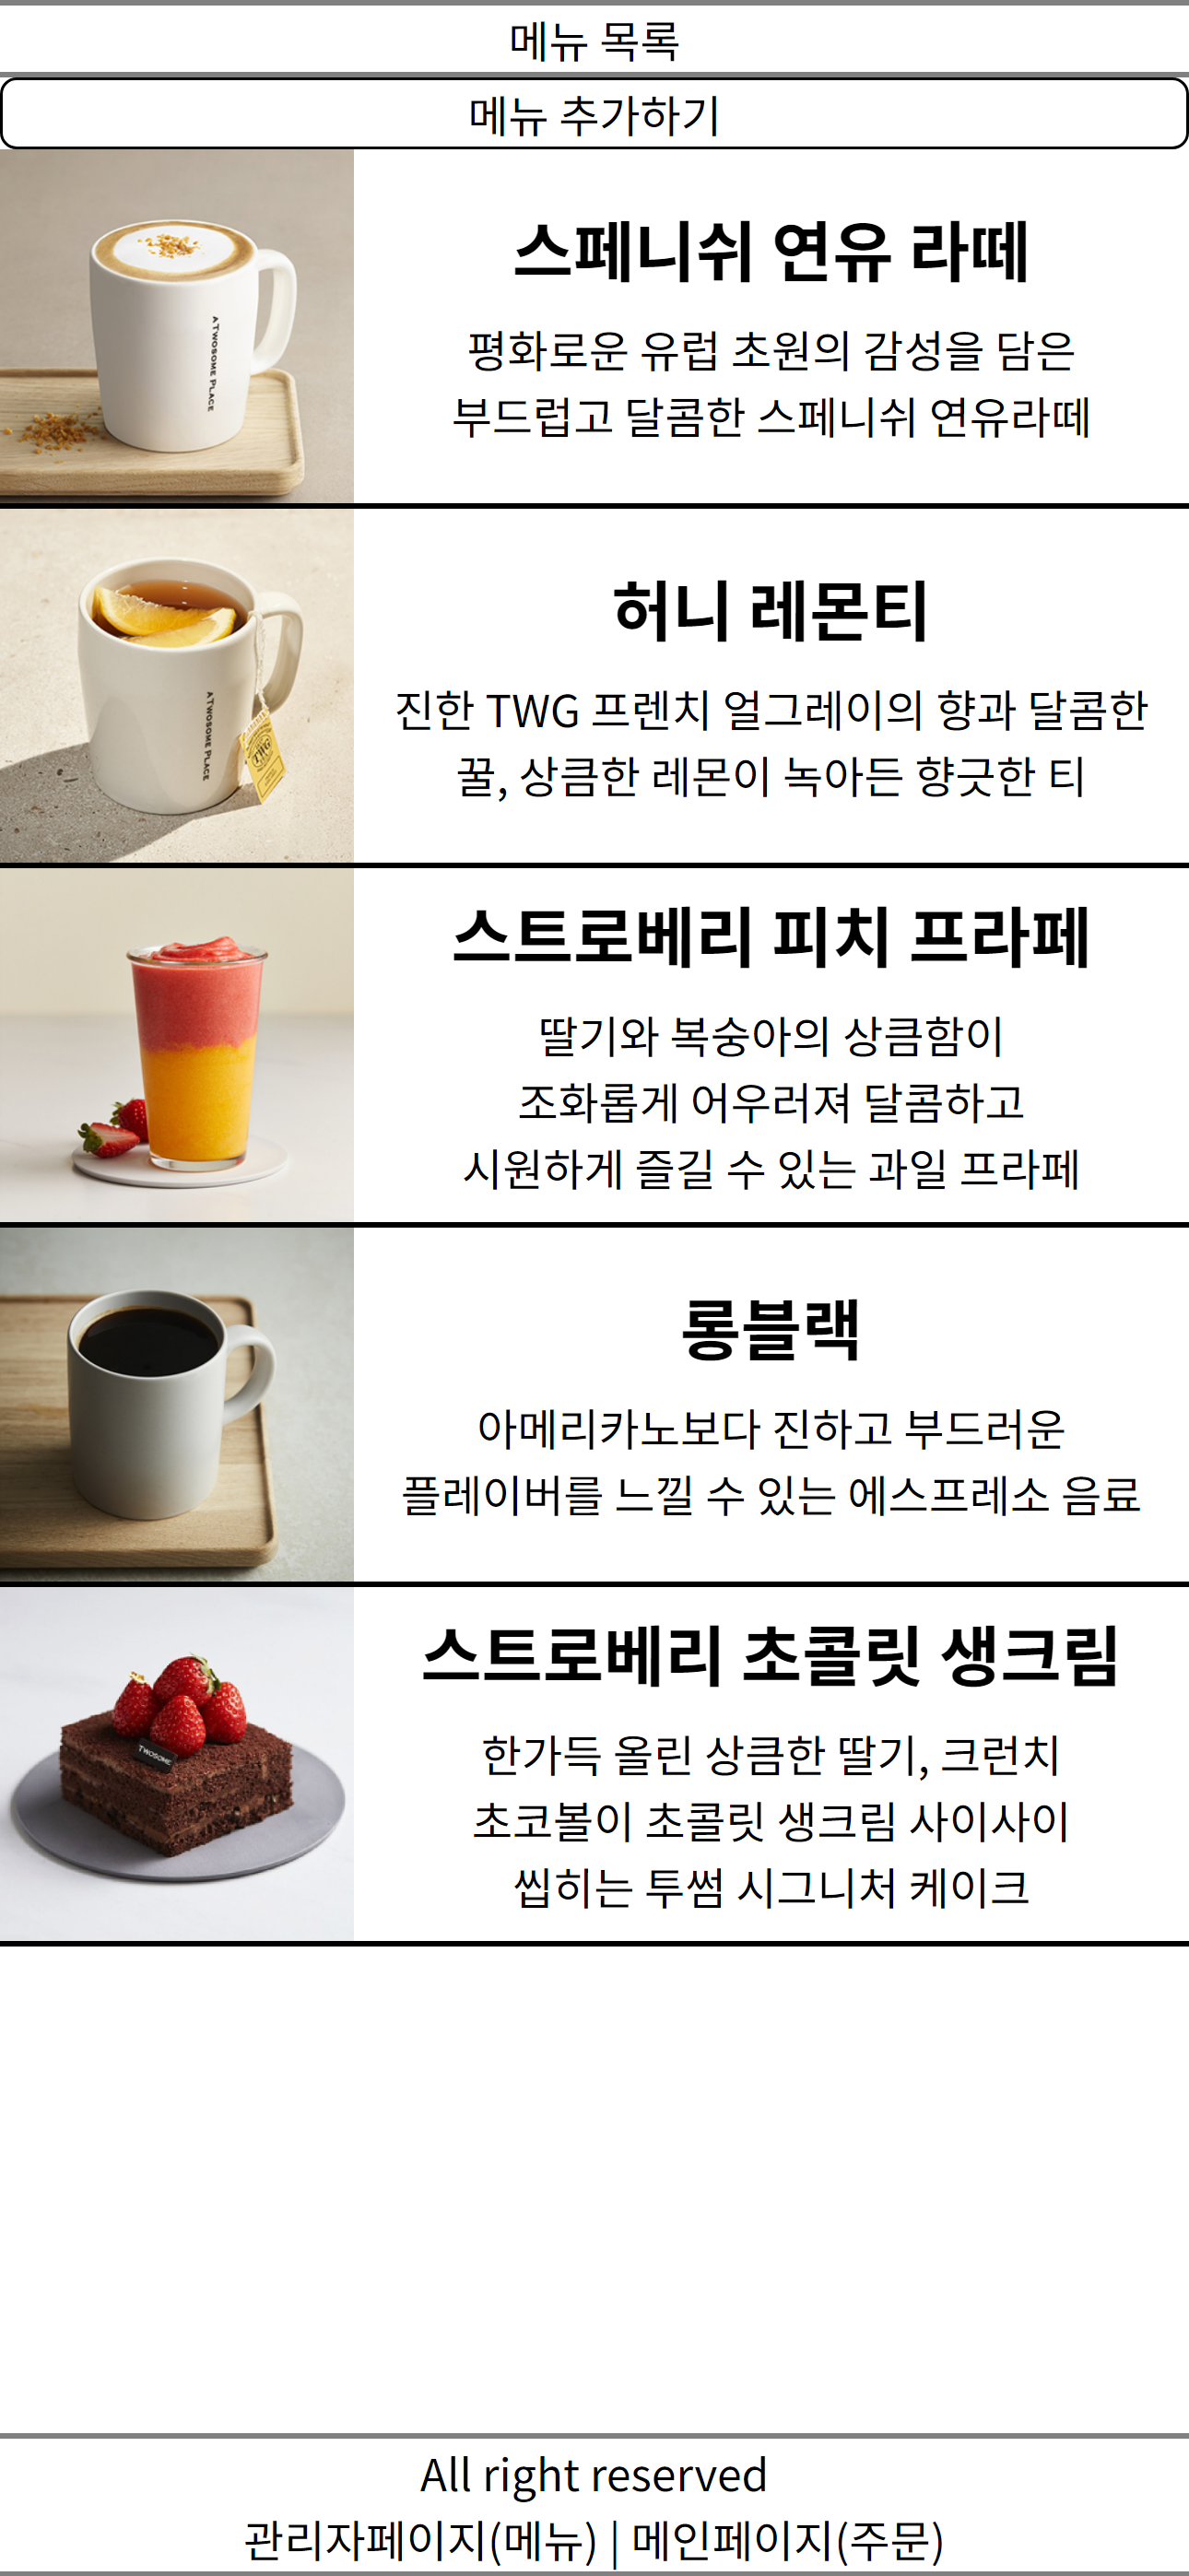 메뉴 목록
메뉴 추가하기
스페니쉬 연유 라떼
평화로운 유럽 초원의 감성을 담은
부드럽고 달콤한 스페니쉬 연유라떼
A TWOSOME PLACE
허니 레몬티
진한 TWG 프렌치 얼그레이의 향과 달콤한
꿀, 상큼한 레몬이 녹아든 향긋한 티
A TWOSOME PLACE
TWG
스트로베리 피치 프라페
딸기와 복숭아의 상큼함이
조화롭게 어우러져 달콤하고
시원하게 즐길 수 있는 과일 프라페
롱블랙
아메리카노보다 진하고 부드러운
플레이버를 느낄 수 있는 에스프레소 음료
스트로베리 초콜릿 생크림
한가득 올린 상큼한 딸기, 크런치
초코볼이 초콜릿 생크림 사이사이
씹히는 투썸 시그니처 케이크
TWOSOME
All right reserved
관리자페이지(메뉴) | 메인페이지(주문)